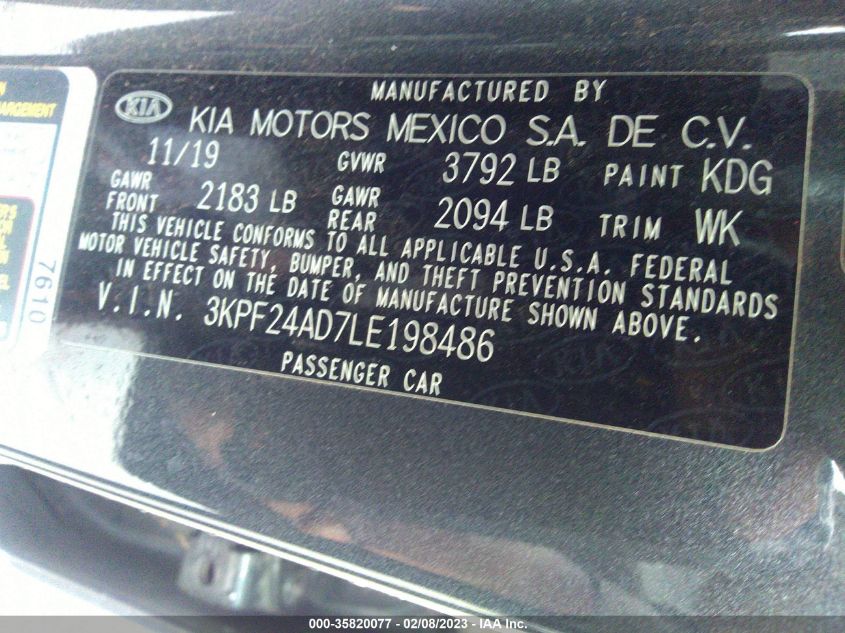 KIA
MANUFACTURED BY
KIA MOTORS MEXICO S.A. DE C.V.
11/19 GVWR 3792 LB PAINT KDG
GAWR FRONT 2183 LB GAWR REAR 2094 LB TRIM WK
THIS VEHICLE CONFORMS TO ALL APPLICABLE U.S.A. FEDERAL
MOTOR VEHICLE SAFETY, BUMPER, AND THEFT PREVENTION STANDARDS
IN EFFECT ON THE DATE OF MANUFACTURE SHOWN ABOVE.
V.I.N. 3KPF24AD7LE198486
PASSENGER CAR
7610
000-35820077 - 02/08/2023 - © IAA Inc.